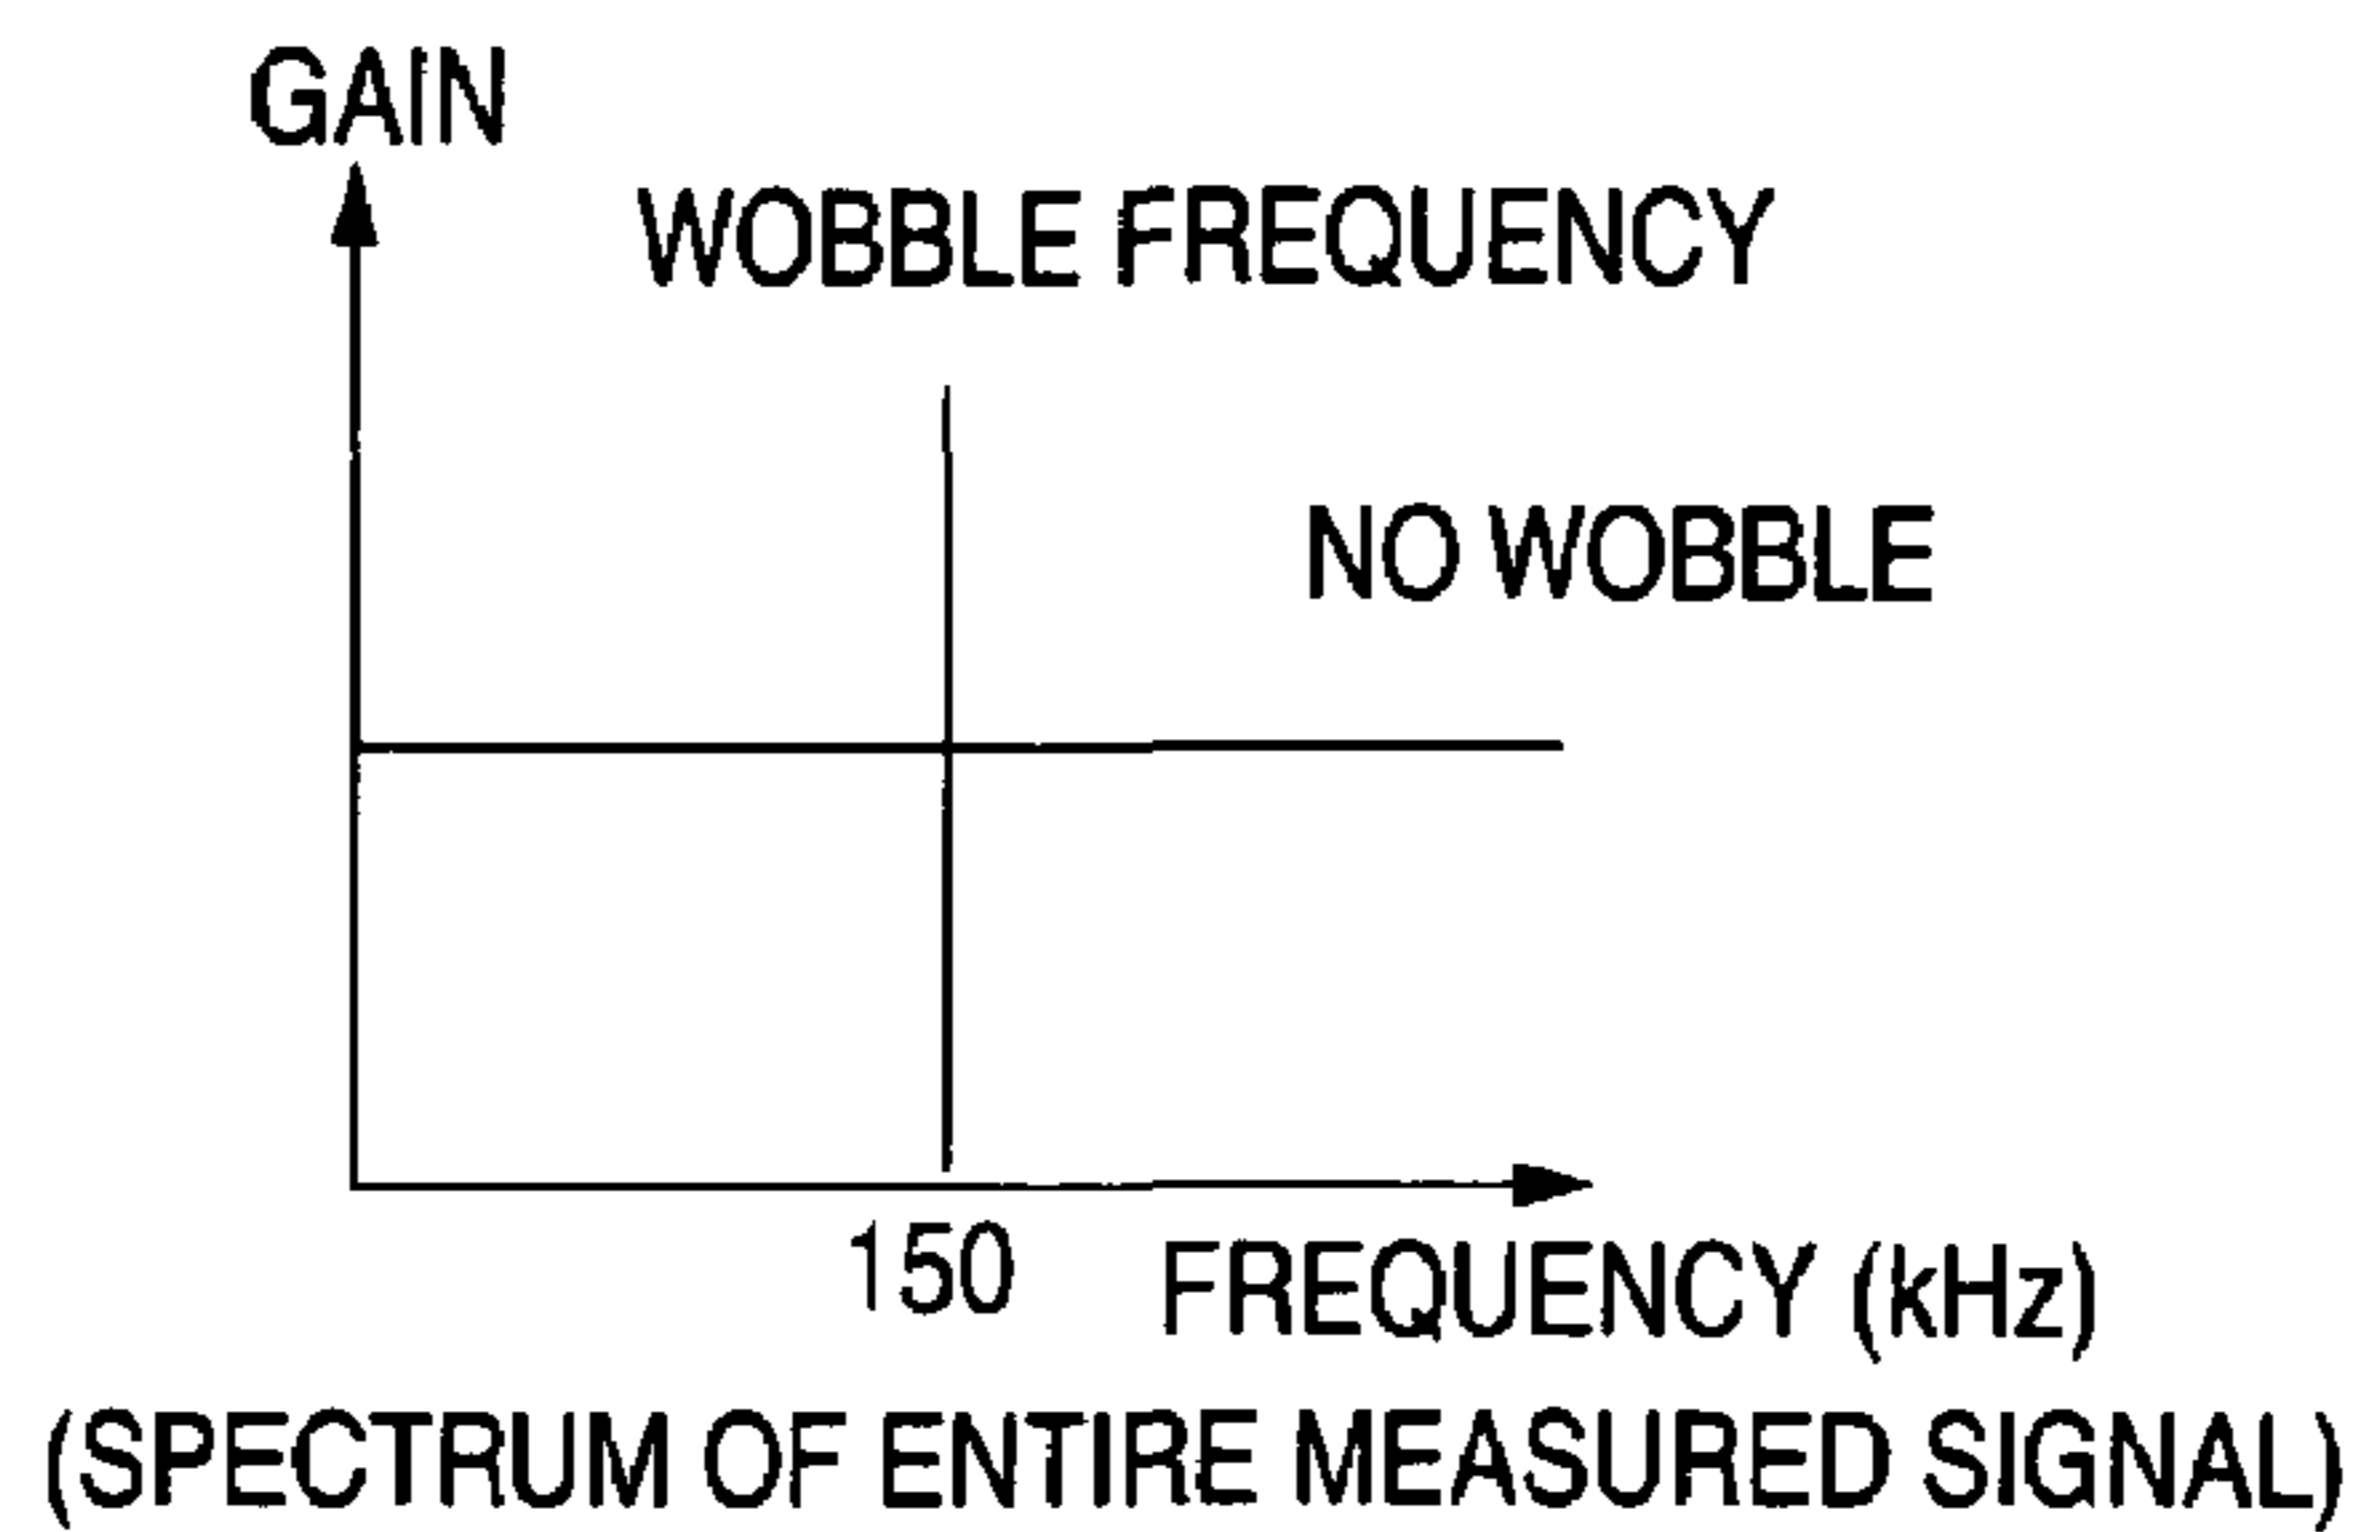 GAIN
WOBBLE FREQUENCY
NO WOBBLE
150
FREQUENCY (kHz)
(SPECTRUM OF ENTIRE MEASURED SIGNAL)